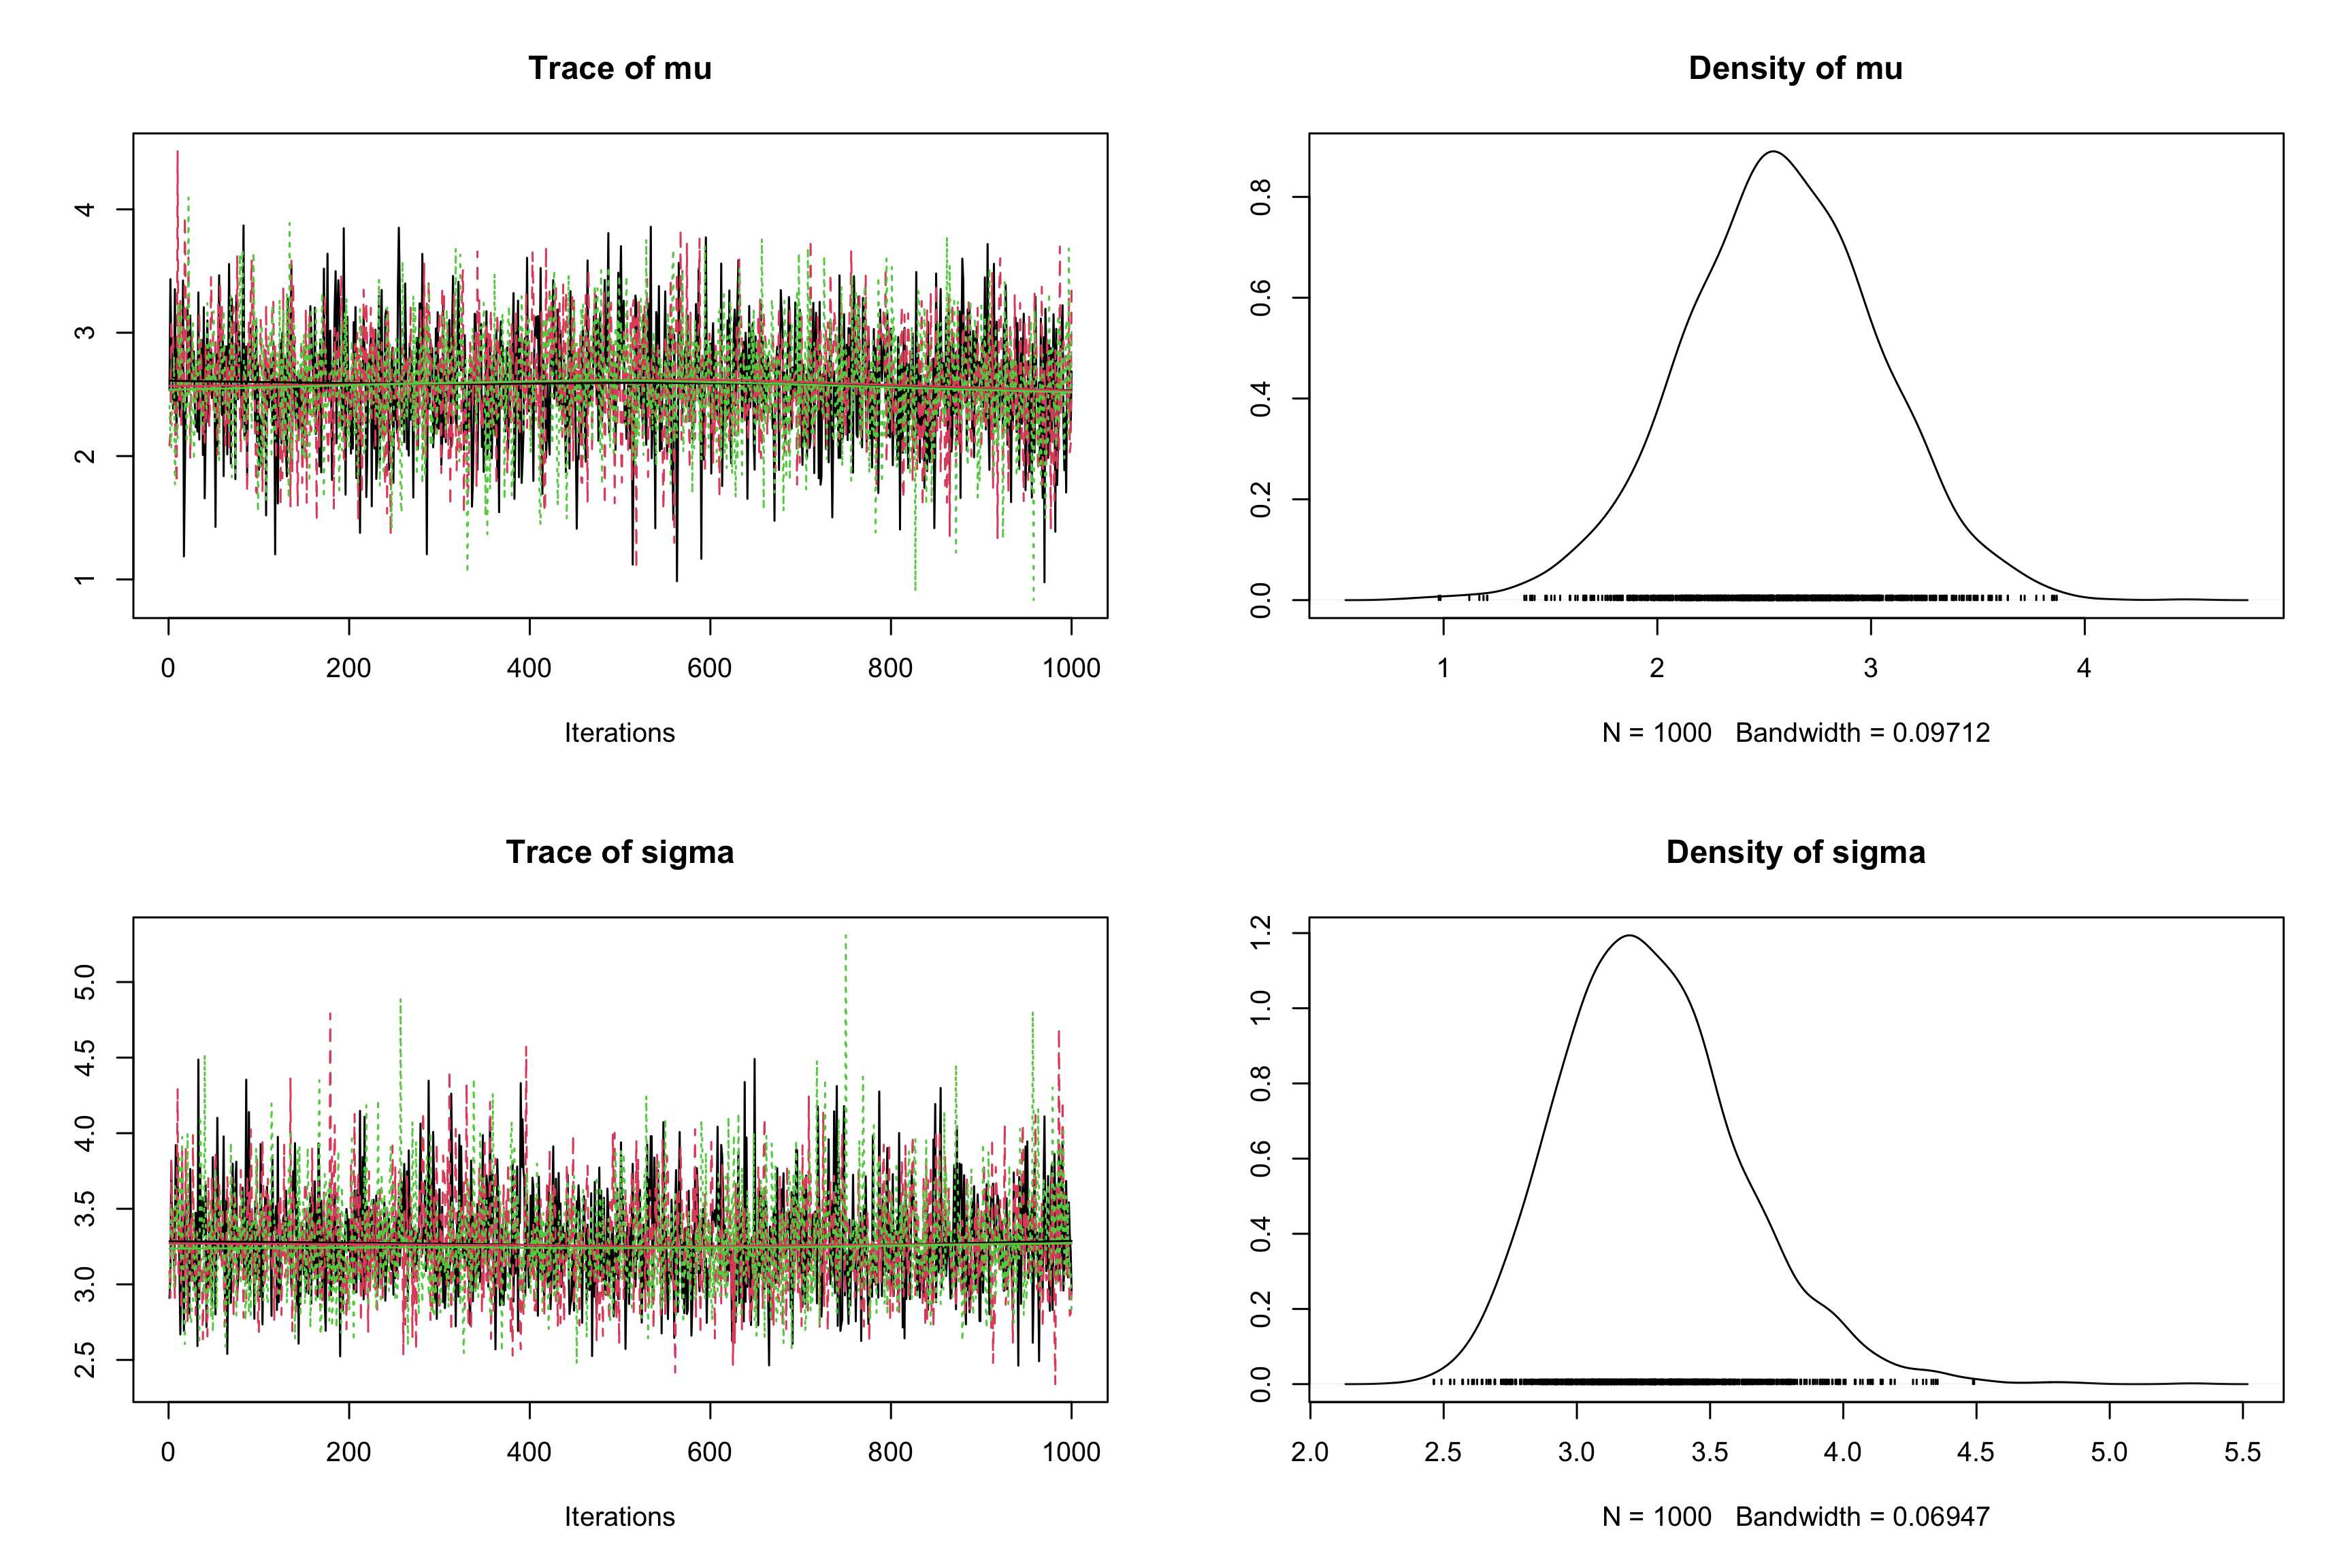 Trace of mu
4
3
2
1
0 200 400 600 800 1000
Iterations
Density of mu
0.8
0.6
0.4
0.2
0.0
1 2 3 4
N = 1000 Bandwidth = 0.09712
Trace of sigma
5.0
4.5
4.0
3.5
3.0
2.5
0 200 400 600 800 1000
Iterations
Density of sigma
1.2
1.0
0.8
0.6
0.4
0.2
0.0
2.0 2.5 3.0 3.5 4.0 4.5 5.0 5.5
N = 1000 Bandwidth = 0.06947